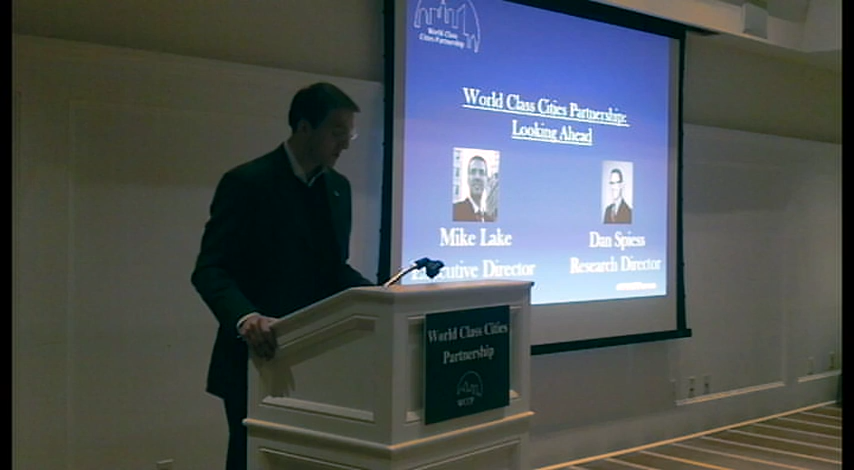 World Class
Cities Partnership
World Class Cities Partnership:
Looking Ahead
Mike Lake
Dan Spiess
Executive Director
Research Director
World Class Cities
Partnership
WCCP